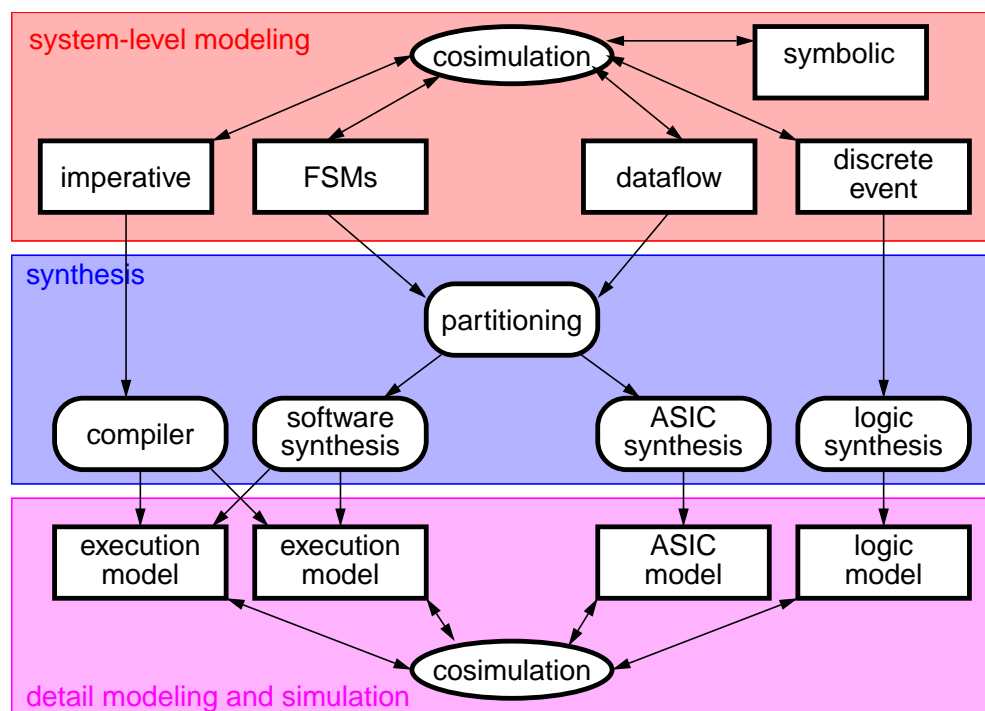 system-level modeling
cosimulation
symbolic
imperative
FSMs
dataflow
discrete
event
synthesis
partitioning
compiler
software
synthesis
ASIC
synthesis
logic
synthesis
execution
model
execution
model
ASIC
model
logic
model
cosimulation
detail modeling and simulation